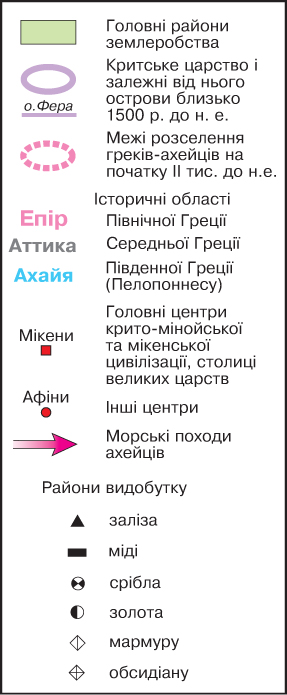 Головні райони
землеробства
Критське царство і
залежні від нього
о.Фера
острови близько
1500 р. до н. е.
Межі розселення
греків-ахейців на
початку II тис. до н.е.
Історичні області
Епір
Північної Греції
Аттика
Середньої Греції
Ахайя
Південної Греції
(Пелопоннесу)
Мікени
Головні центри
крито-мінойської
та мікенської
цивілізації, столиці
великих царств
Афіни
Інші центри
Морські походи
ахейців
Райони видобутку
заліза
міді
срібла
золота
мармуру
обсидіану